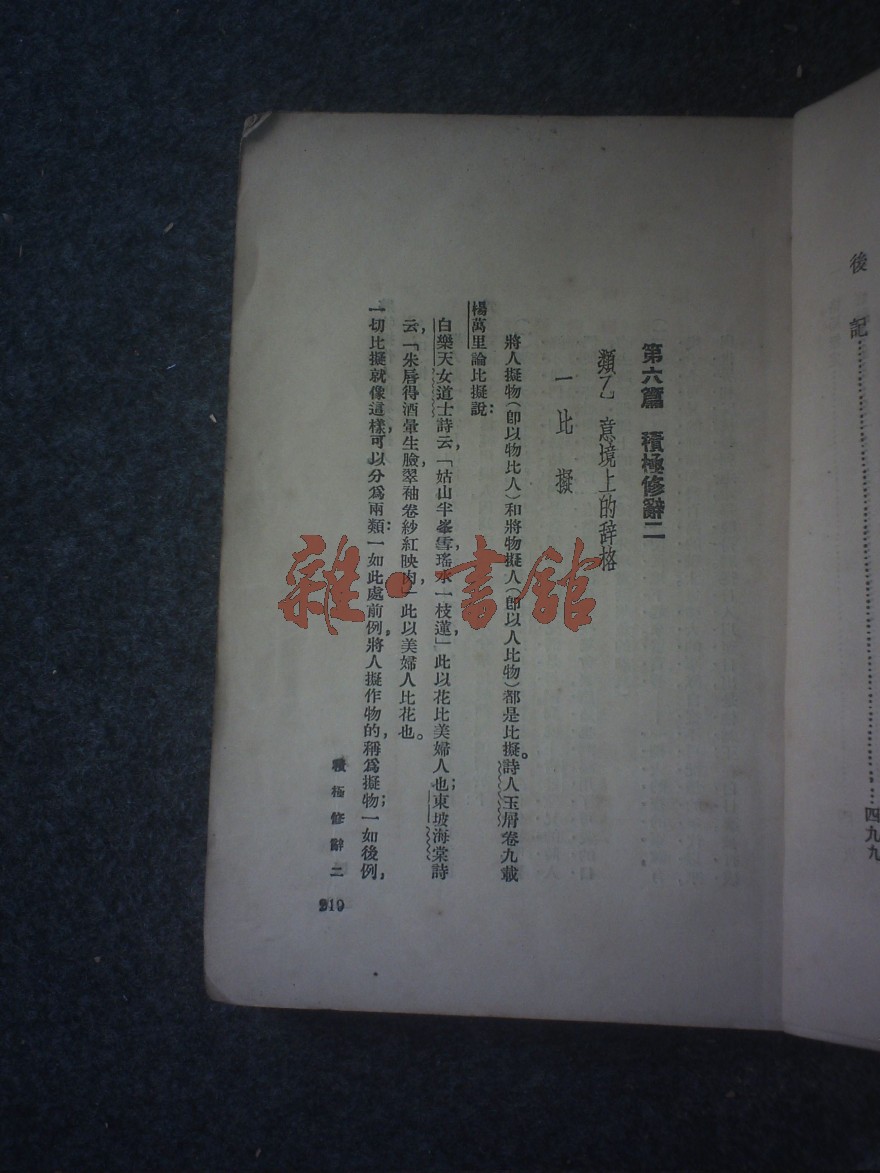 後記……………………四九九
第六篇 積極修辭二
類乙 意境上的辞格
一 比擬
將人擬物(卽以物比人)和將物擬人(卽以人比物)都是比擬。詩人玉屑卷九載
楊萬里論比擬說:
白樂天女道士詩云,「姑山半峯雪,瑤水一枝蓮」,此以花比美婦人也;東坡海棠詩
云,「朱唇得酒暈生臉,翠袖卷紗紅映肉」,此以美婦人比花也。
一切比擬就像這樣,可以分爲兩類:一如此處前例,將人擬作物的,稱爲擬物;一如後例,
積極修辭二
219
雜·書館